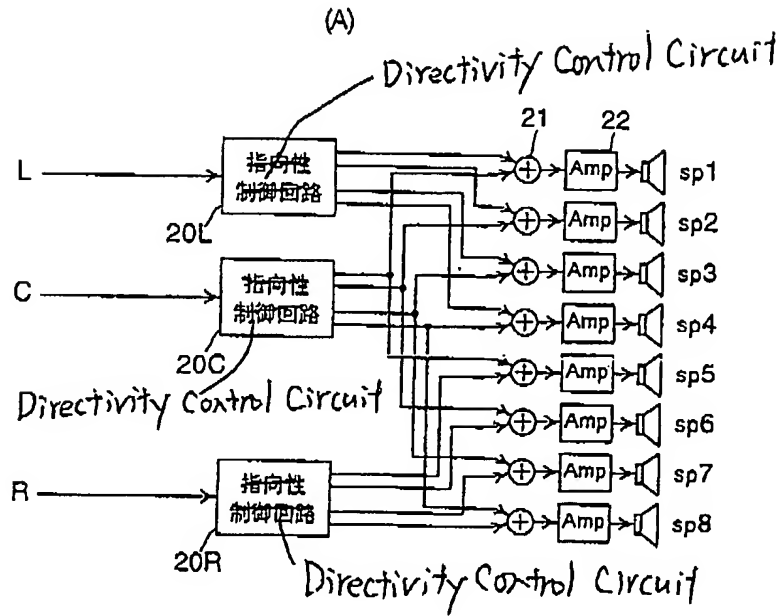 (A)
Directivity Control Circuit
21
22
L
指向性
制御回路
20L
Amp
sp1
Amp
sp2
Amp
sp3
C
指向性
制御回路
20C
Amp
sp4
Amp
sp5
Directivity Control Circuit
Amp
sp6
R
指向性
制御回路
20R
Amp
sp7
Amp
sp8
Directivity Control Circuit